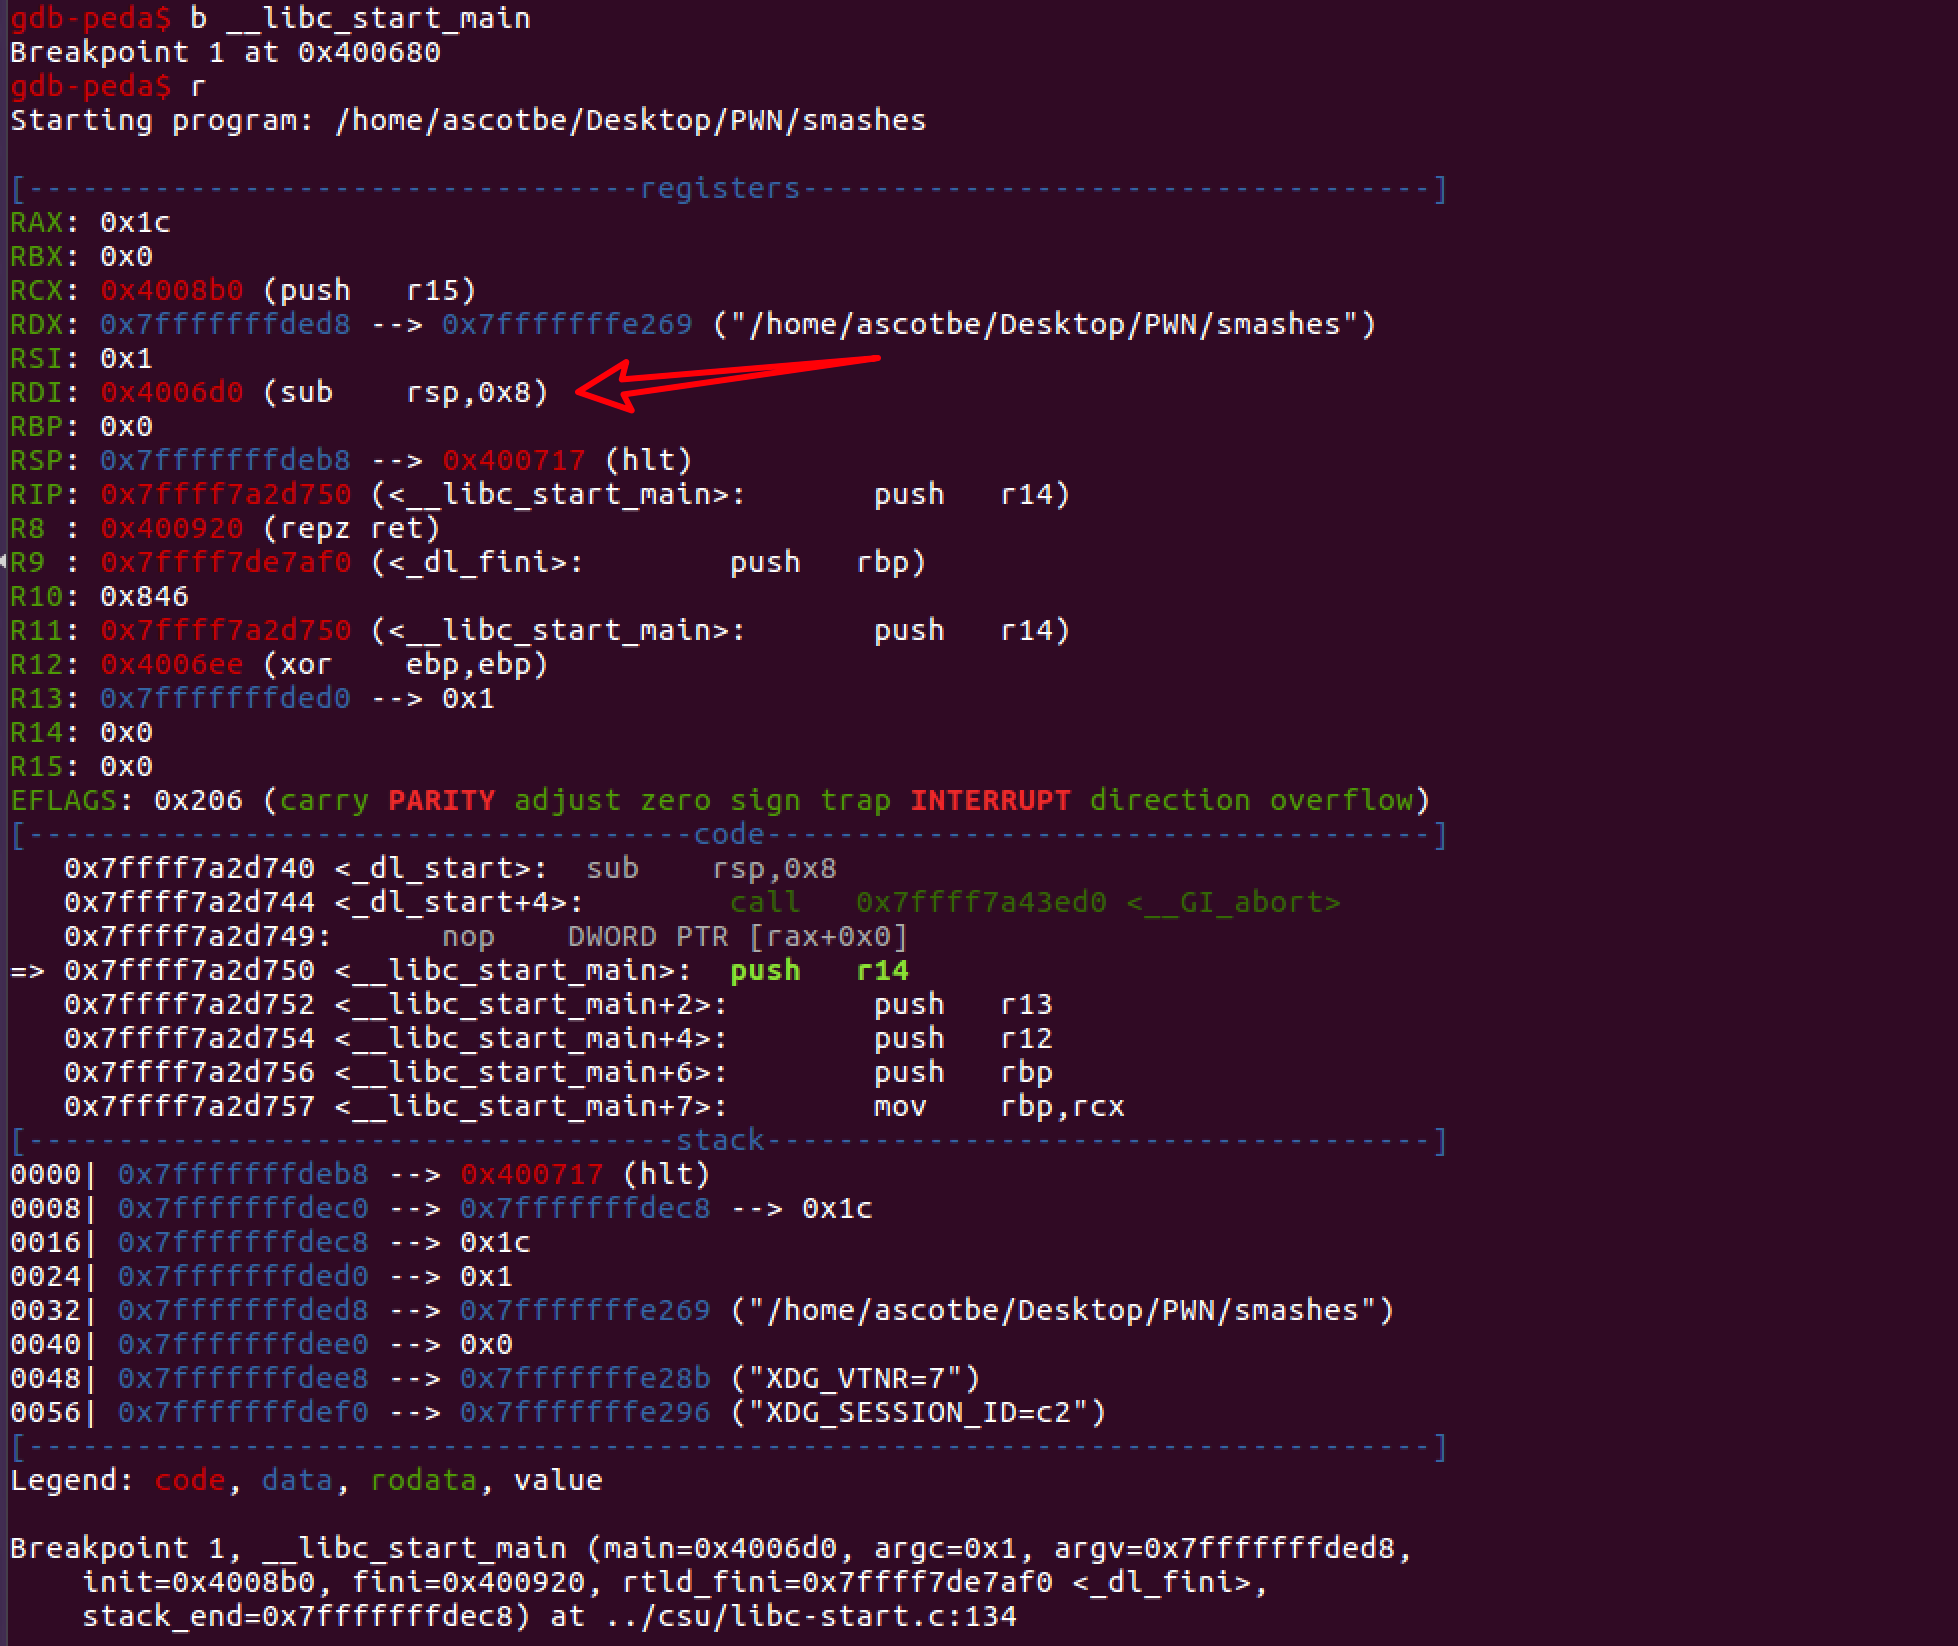 gdb-peda$ b __libc_start_main
Breakpoint 1 at 0x400680
gdb-peda$ r
Starting program: /home/ascotbe/Desktop/PWN/smashes
[----------------------------------registers-----------------------------------]
RAX: 0x1c
RBX: 0x0
RCX: 0x4008b0 (push   r15)
RDX: 0x7fffffffded8 --> 0x7fffffffe269 ("/home/ascotbe/Desktop/PWN/smashes")
RSI: 0x1
RDI: 0x4006d0 (sub    rsp,0x8)
RBP: 0x0
RSP: 0x7fffffffdeb8 --> 0x400717 (hlt)
RIP: 0x7ffff7a2d750 (<__libc_start_main>:       push   r14)
R8 : 0x400920 (repz ret)
R9 : 0x7ffff7de7af0 (<_dl_fini>:        push   rbp)
R10: 0x846
R11: 0x7ffff7a2d750 (<__libc_start_main>:       push   r14)
R12: 0x4006ee (xor    ebp,ebp)
R13: 0x7fffffffded0 --> 0x1
R14: 0x0
R15: 0x0
EFLAGS: 0x206 (carry PARITY adjust zero sign trap INTERRUPT direction overflow)
[-------------------------------------code-------------------------------------]
   0x7ffff7a2d740 <_dl_start>:  sub    rsp,0x8
   0x7ffff7a2d744 <_dl_start+4>:        call   0x7ffff7a43ed0 <__GI_abort>
   0x7ffff7a2d749:      nop    DWORD PTR [rax+0x0]
=> 0x7ffff7a2d750 <__libc_start_main>:  push   r14
   0x7ffff7a2d752 <__libc_start_main+2>:        push   r13
   0x7ffff7a2d754 <__libc_start_main+4>:        push   r12
   0x7ffff7a2d756 <__libc_start_main+6>:        push   rbp
   0x7ffff7a2d757 <__libc_start_main+7>:        mov    rbp,rcx
[------------------------------------stack-------------------------------------]
0000| 0x7fffffffdeb8 --> 0x400717 (hlt)
0008| 0x7fffffffdec0 --> 0x7fffffffdec8 --> 0x1c
0016| 0x7fffffffdec8 --> 0x1c
0024| 0x7fffffffded0 --> 0x1
0032| 0x7fffffffded8 --> 0x7fffffffe269 ("/home/ascotbe/Desktop/PWN/smashes")
0040| 0x7fffffffdee0 --> 0x0
0048| 0x7fffffffdee8 --> 0x7fffffffe28b ("XDG_VTNR=7")
0056| 0x7fffffffdef0 --> 0x7fffffffe296 ("XDG_SESSION_ID=c2")
[------------------------------------------------------------------------------]
Legend: code, data, rodata, value
Breakpoint 1, __libc_start_main (main=0x4006d0, argc=0x1, argv=0x7fffffffded8,
    init=0x4008b0, fini=0x400920, rtld_fini=0x7ffff7de7af0 <_dl_fini>,
    stack_end=0x7fffffffdec8) at ../csu/libc-start.c:134